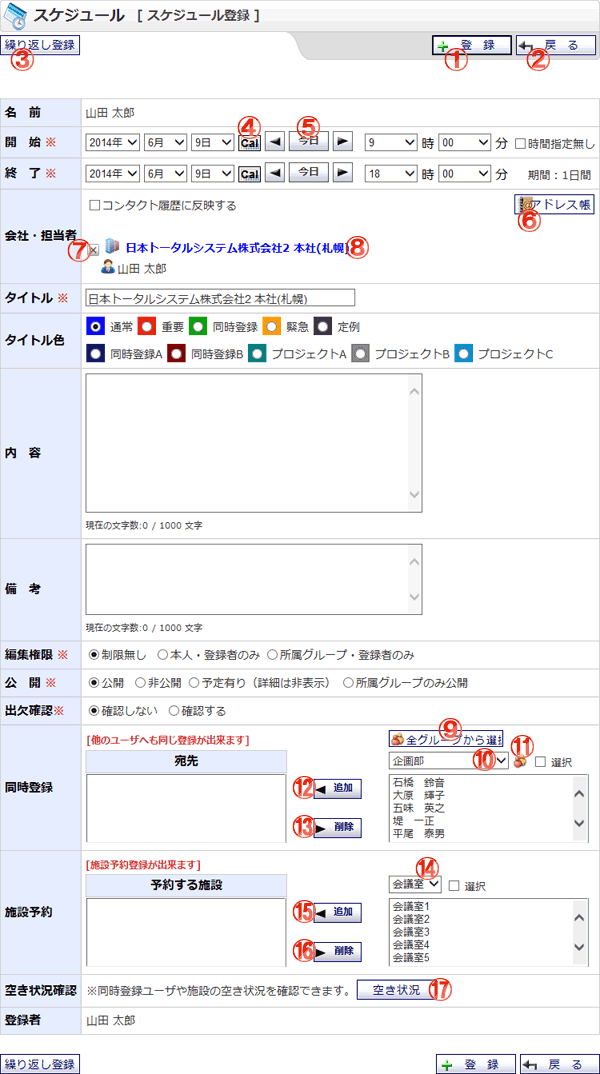 スケジュール [ スケジュール登録 ]
繰り返し登録 登 録 戻 る
③ ① ②
名 前 山田 太郎
④ ⑤
開 始 ※ 2014年 6月 9日 Cal ◀ 今日 ▶ 9 時 00 分 時間指定無し
終 了 ※ 2014年 6月 9日 Cal ◀ 今日 ▶ 18 時 00 分 期間：1日間
会社・担当者 コンタクト履歴に反映する アドレス帳
⑥
⑦ 日本トータルシステム株式会社2 本社(札幌) ⑧
山田 太郎
タイトル ※ 日本トータルシステム株式会社2 本社(札幌)
タイトル色 通常 重要 同時登録 緊急 定例
同時登録A 同時登録B プロジェクトA プロジェクトB プロジェクトC
内 容
現在の文字数:0 / 1000 文字
備 考
現在の文字数:0 / 1000 文字
編集権限 ※ 制限無し 本人・登録者のみ 所属グループ・登録者のみ
公 開 ※ 公開 非公開 予定有り（詳細は非表示） 所属グループのみ公開
出欠確認※ 確認しない 確認する
同時登録 [他のユーザへも同じ登録が出来ます] ⑨ 全グループから選択
宛先 企画部 ⑩ ⑪ 選択
⑫ ◀ 追加
⑬ ▶ 削除
石橋 鈴音
大原 輝子
五味 英之
堤 一正
平尾 泰男
施設予約 [施設予約登録が出来ます] ⑭
予約する施設 会議室 選択
⑮ ◀ 追加
⑯ ▶ 削除
会議室1
会議室2
会議室3
会議室4
会議室5
空き状況確認 ※同時登録ユーザや施設の空き状況を確認できます。 空き状況 ⑰
登録者 山田 太郎
繰り返し登録 登 録 戻 る